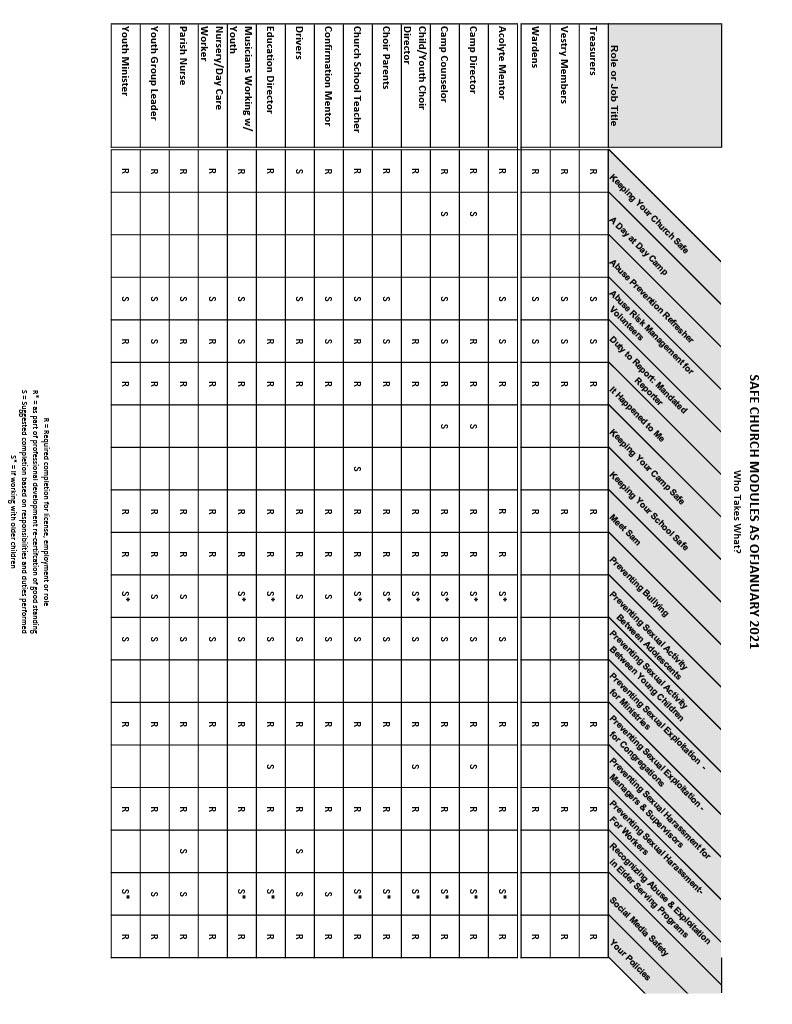 SAFE CHURCH MODULES AS OFJANUARY 2021
Who Takes What?
Role or Job Title
Keeping Your Church Safe
A Day at Day Camp
Abuse Prevention Refresher
Abuse Risk Management for
Volunteers
Duty to Report: Mandated
Reporter
It Happened to Me
Keeping Your Camp Safe
Keeping Your School Safe
Meet Sam
Preventing Bullying
Preventing Sexual Activity
Between Adolescents
Preventing Sexual Activity
Between Young Children
Preventing Sexual Exploitation -
for Ministries
Preventing Sexual Exploitation -
for Congregations
Preventing Sexual Harassment for
Managers & Supervisors
Preventing Sexual Harassment-
For Workers
Recognizing Abuse & Exploitation
in Elder Serving Programs
Social Media Safety
Your Policies
Treasurers R S S R R R R R
Vestry Members R S S R R R R R
Wardens R S S R R R R R
Acolyte Mentor R S R R R R S* S R R S* R
Camp Director R S R R S R R S* S R S R S* R
Camp Counselor R S S S R S R R S* S R R S* R
Child/Youth Choir
Director R R R R R S* S R S R S* R
Choir Parents R S S R R R S* S R R S* R
Church School Teacher R S R R S R R S* S R R S* R
Confirmation Mentor R S S R R R S S R R S R
Drivers S S R R R R S S R R S S R
Education Director R R R R R S* S R S R S* R
Musicians Working w/
Youth R S S R R R S* S R R S* R
Nursery/Day Care
Worker R S R R R R S R R R
Parish Nurse R S R R R R S S R R S S R
Youth Group Leader R S S R R R S S R R S R
Youth Minister R S R R R R S* S R R S* R
R = Required completion for license, employment or role
R* = as part of professional development re-certifcation of good standing
S = Suggested completion based on responsibilities and duties performed
S* = If working with older children